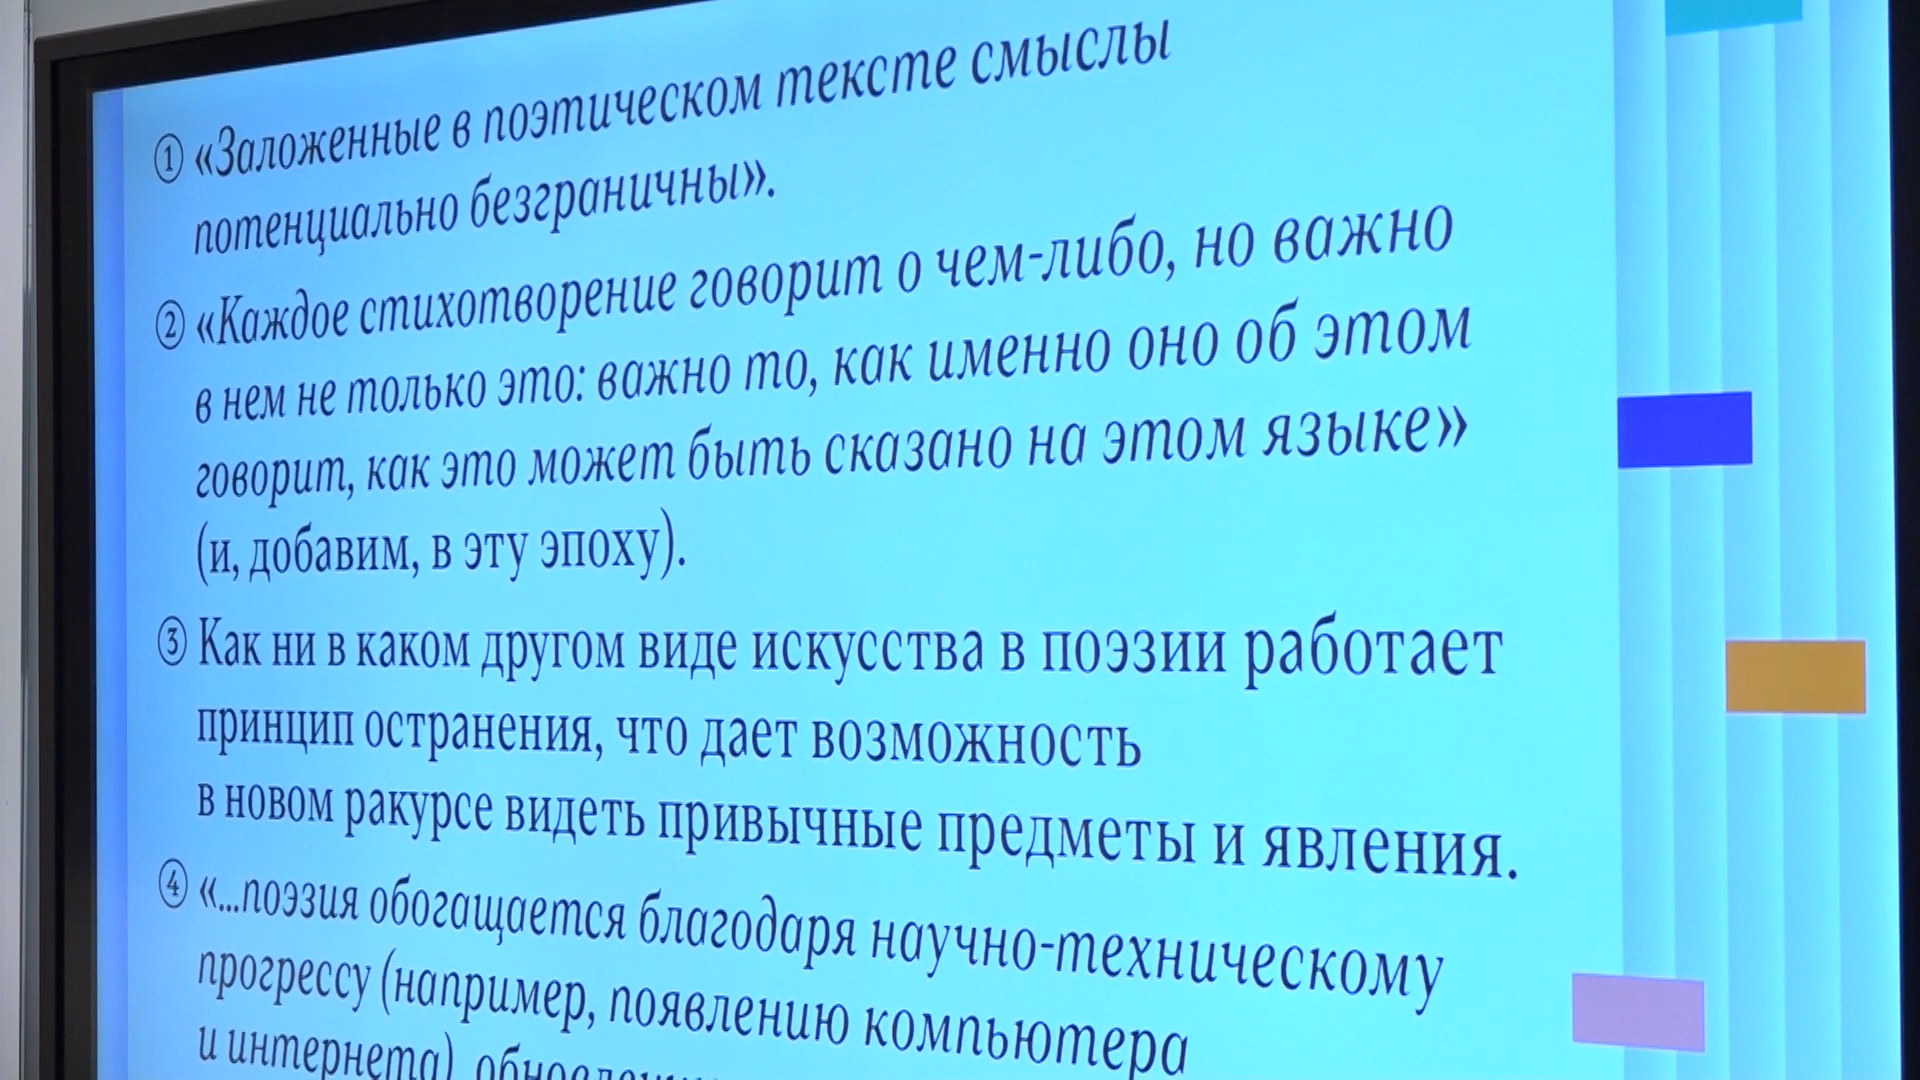 ① «Заложенные в поэтическом тексте смыслы
потенциально безграничны».
② «Каждое стихотворение говорит о чем-либо, но важно
в нем не только это: важно то, как именно оно об этом
говорит, как это может быть сказано на этом языке»
(и, добавим, в эту эпоху).
③ Как ни в каком другом виде искусства в поэзии работает
принцип остранения, что дает возможность
в новом ракурсе видеть привычные предметы и явления.
④ «...поэзия обогащается благодаря научно-техническому
прогрессу (например, появлению компьютера
и интернета)